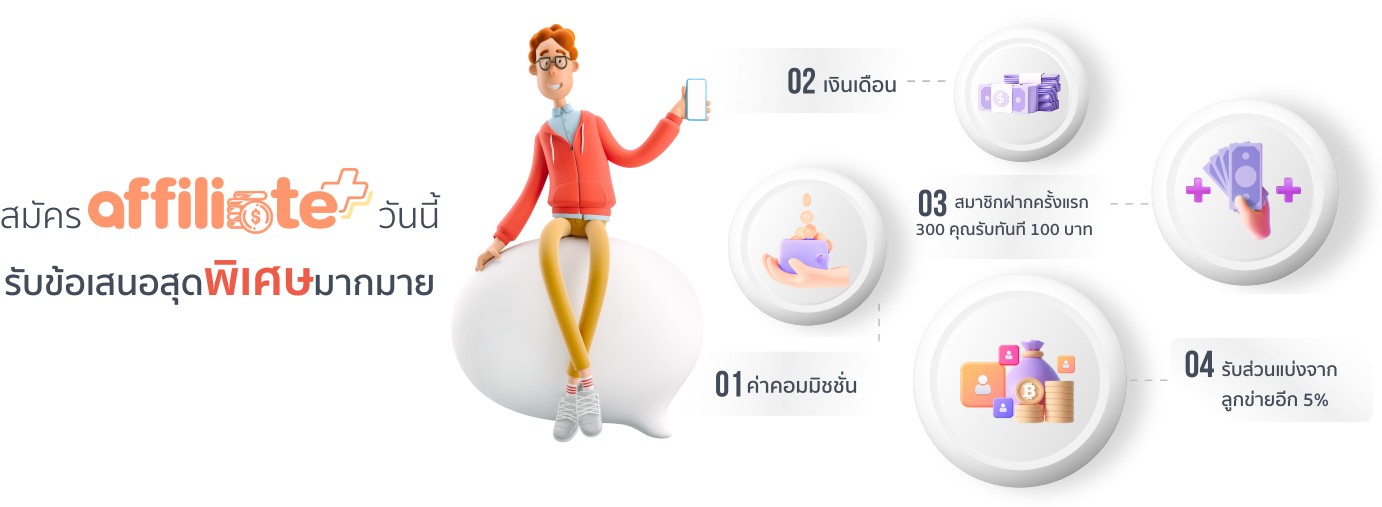 สมัคร affiliate+ วันนี้
รับข้อเสนอสุดพิเศษมากมาย
01 ค่าคอมมิชชั่น
02 เงินเดือน
03 สมาชิกฝากครั้งแรก
300 คุณรับทันที 100 บาท
04 รับส่วนแบ่งจาก
ลูกข่ายอีก 5%